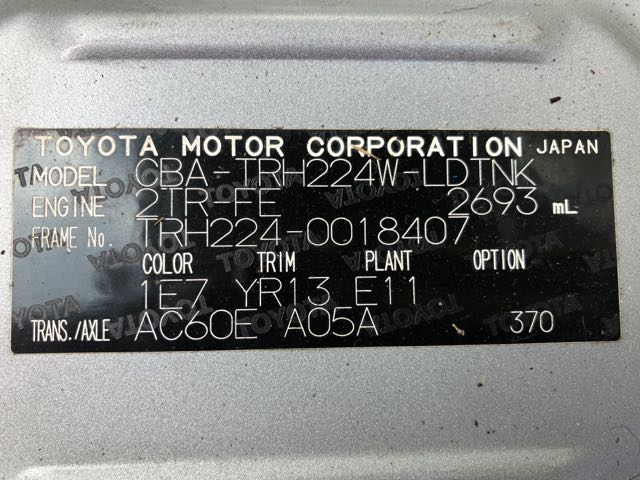 TOYOTA MOTOR CORPORATION JAPAN
MODEL CBA-TRH224W-LDTNK
ENGINE 2TR-FE 2693 mL
FRAME No. TRH224-0018407
COLOR TRIM PLANT OPTION
1E7 YR13 E11
TRANS./AXLE AC60E A05A 370